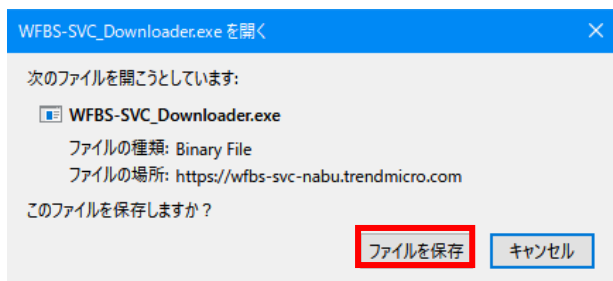 WFBS-SVC_Downloader.exe を開く
次のファイルを開こうとしています:
WFBS-SVC_Downloader.exe
ファイルの種類: Binary File
ファイルの場所: https://wfbs-svc-nabu.trendmicro.com
このファイルを保存しますか？
ファイルを保存 キャンセル